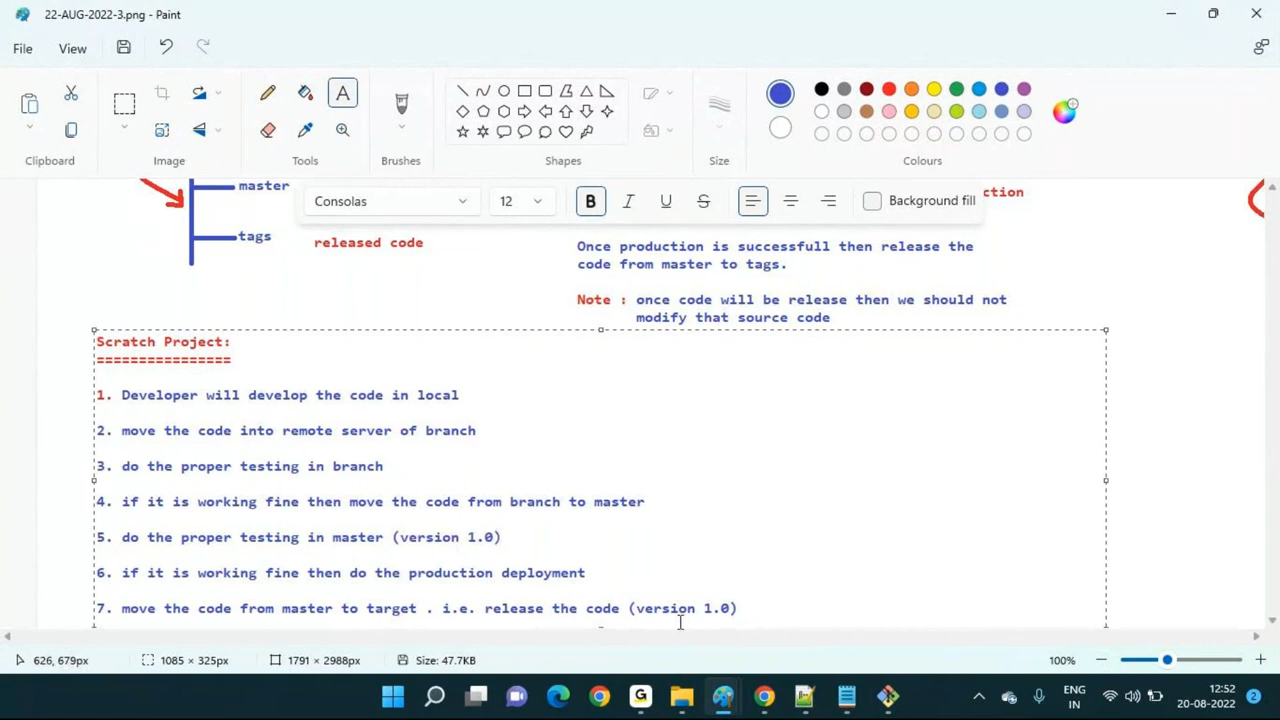 22-AUG-2022-3.png - Paint
File
View
Clipboard
Image
Tools
Brushes
Shapes
Size
Colours
A
Consolas
12
B
I
U
S
Background fill
master
ction
tags
released code
Once production is successfull then release the
code from master to tags.
Note : once code will be release then we should not
modify that source code
Scratch Project:
================
1. Developer will develop the code in local
2. move the code into remote server of branch
3. do the proper testing in branch
4. if it is working fine then move the code from branch to master
5. do the proper testing in master (version 1.0)
6. if it is working fine then do the production deployment
7. move the code from master to target . i.e. release the code (version 1.0)
626, 679px
1085 × 325px
1791 × 2988px
Size: 47.7KB
100%
G
ENG
IN
12:52
20-08-2022
2